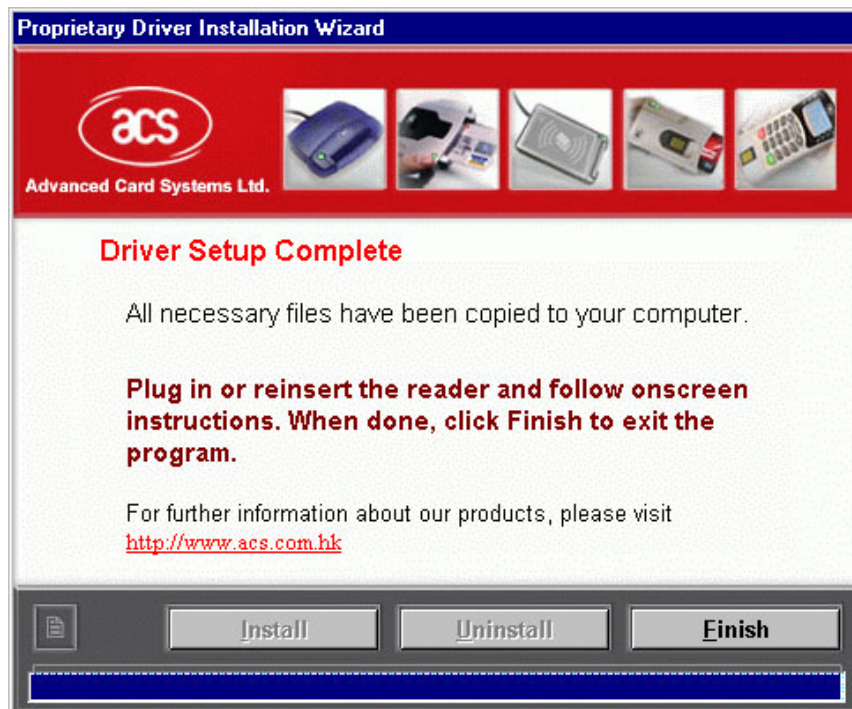 Proprietary Driver Installation Wizard
acs
Advanced Card Systems Ltd.
Driver Setup Complete
All necessary files have been copied to your computer.
Plug in or reinsert the reader and follow onscreen
instructions. When done, click Finish to exit the
program.
For further information about our products, please visit
http://www.acs.com.hk
Install
Uninstall
Finish